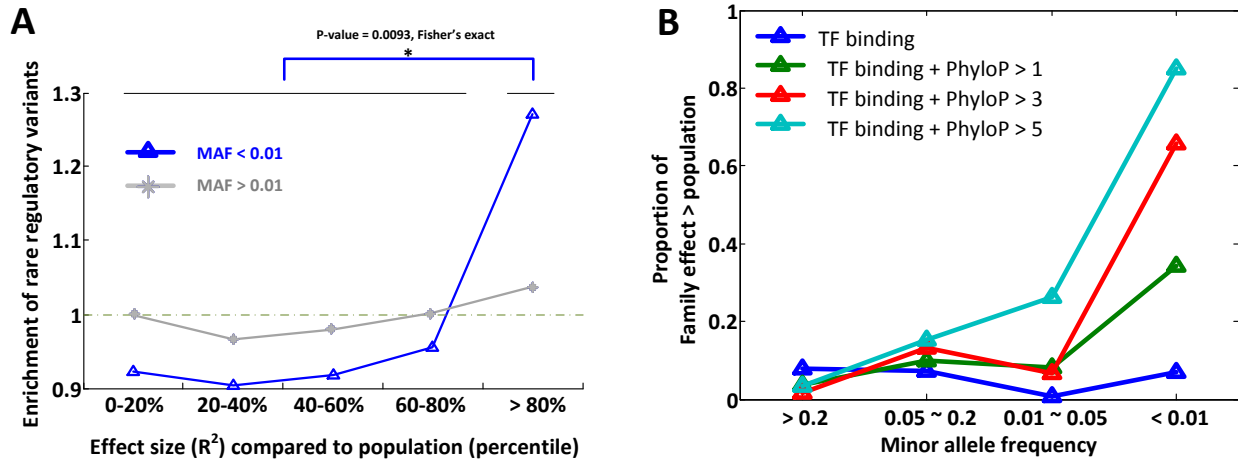 A
P-value = 0.0093, Fisher's exact
*
Enrichment of rare regulatory variants
1.3
1.2
1.1
1
0.9
MAF < 0.01
MAF > 0.01
0-20%
20-40%
40-60%
60-80%
> 80%
Effect size (R²) compared to population (percentile)
B
Proportion of
Family effect > population
1
0.8
0.6
0.4
0.2
0
TF binding
TF binding + PhyloP > 1
TF binding + PhyloP > 3
TF binding + PhyloP > 5
> 0.2
0.05 ~ 0.2
0.01 ~ 0.05
< 0.01
Minor allele frequency